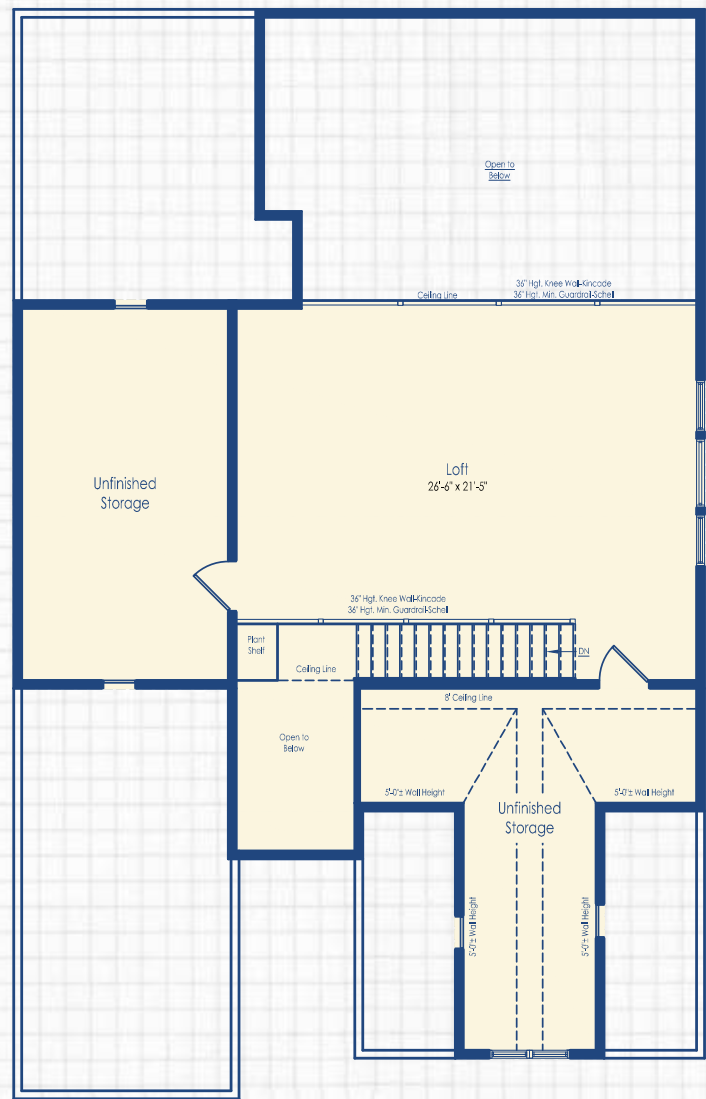 Open to
Below
Ceiling Line
36" Hgt. Knee Wall-Kincade
36" Hgt. Min. Guardrail-Schell
Unfinished
Storage
Loft
26'-6" x 21'-5"
36" Hgt. Knee Wall-Kincade
36" Hgt. Min. Guardrail-Schell
Plant
Shelf
Ceiling Line
DN
8' Ceiling Line
Open to
Below
5'-0"± Wall Height
5'-0"± Wall Height
Unfinished
Storage
5'-0"± Wall Height
5'-0"± Wall Height